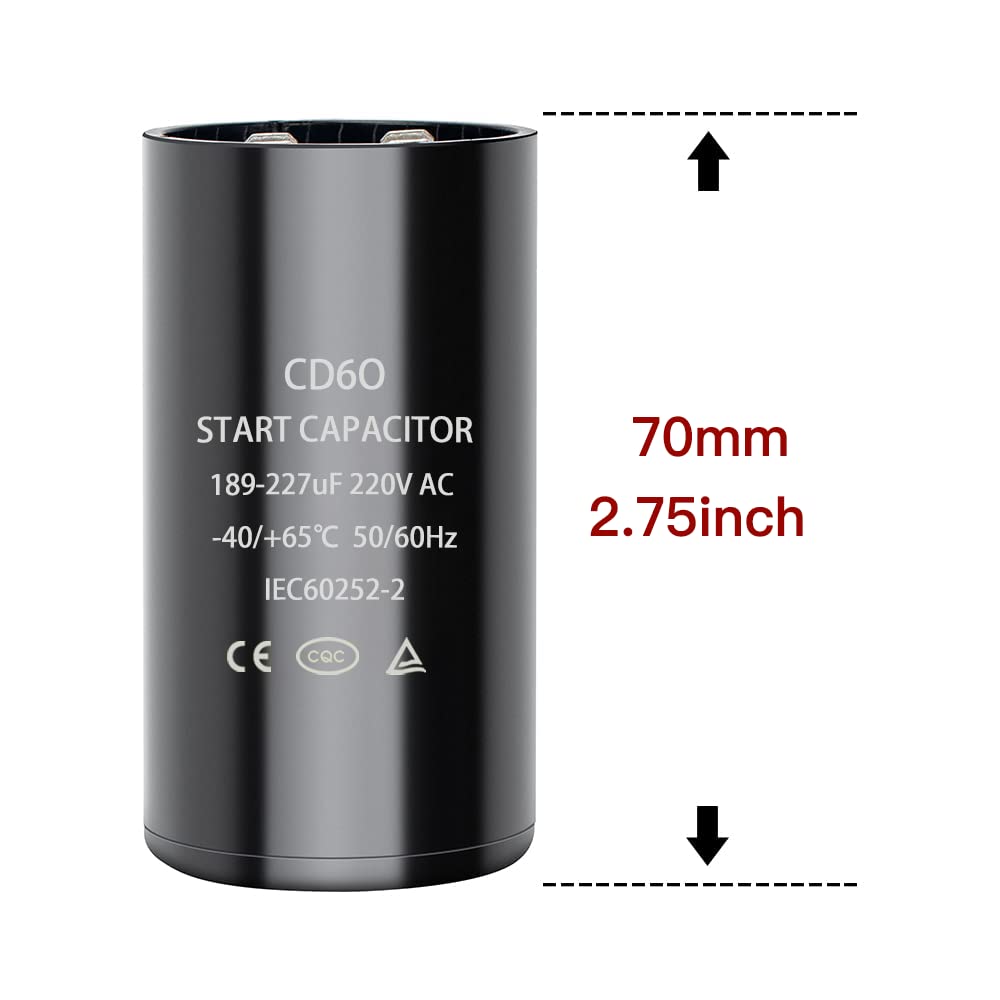 CD60
START CAPACITOR
189-227uF 220V AC
-40/+65℃ 50/60Hz
IEC60252-2
CE CQC
70mm
2.75inch